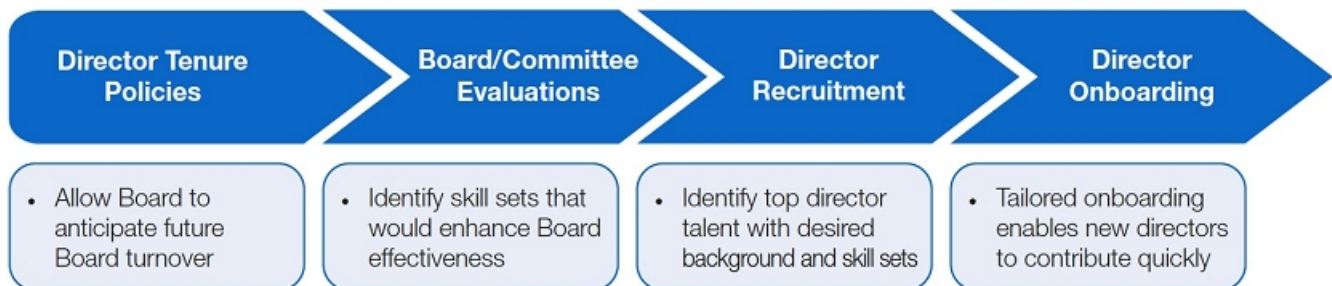 Director Tenure
Policies
Board/Committee
Evaluations
Director
Recruitment
Director
Onboarding
• Allow Board to
anticipate future
Board turnover
• Identify skill sets that
would enhance Board
effectiveness
• Identify top director
talent with desired
background and skill sets
• Tailored onboarding
enables new directors
to contribute quickly